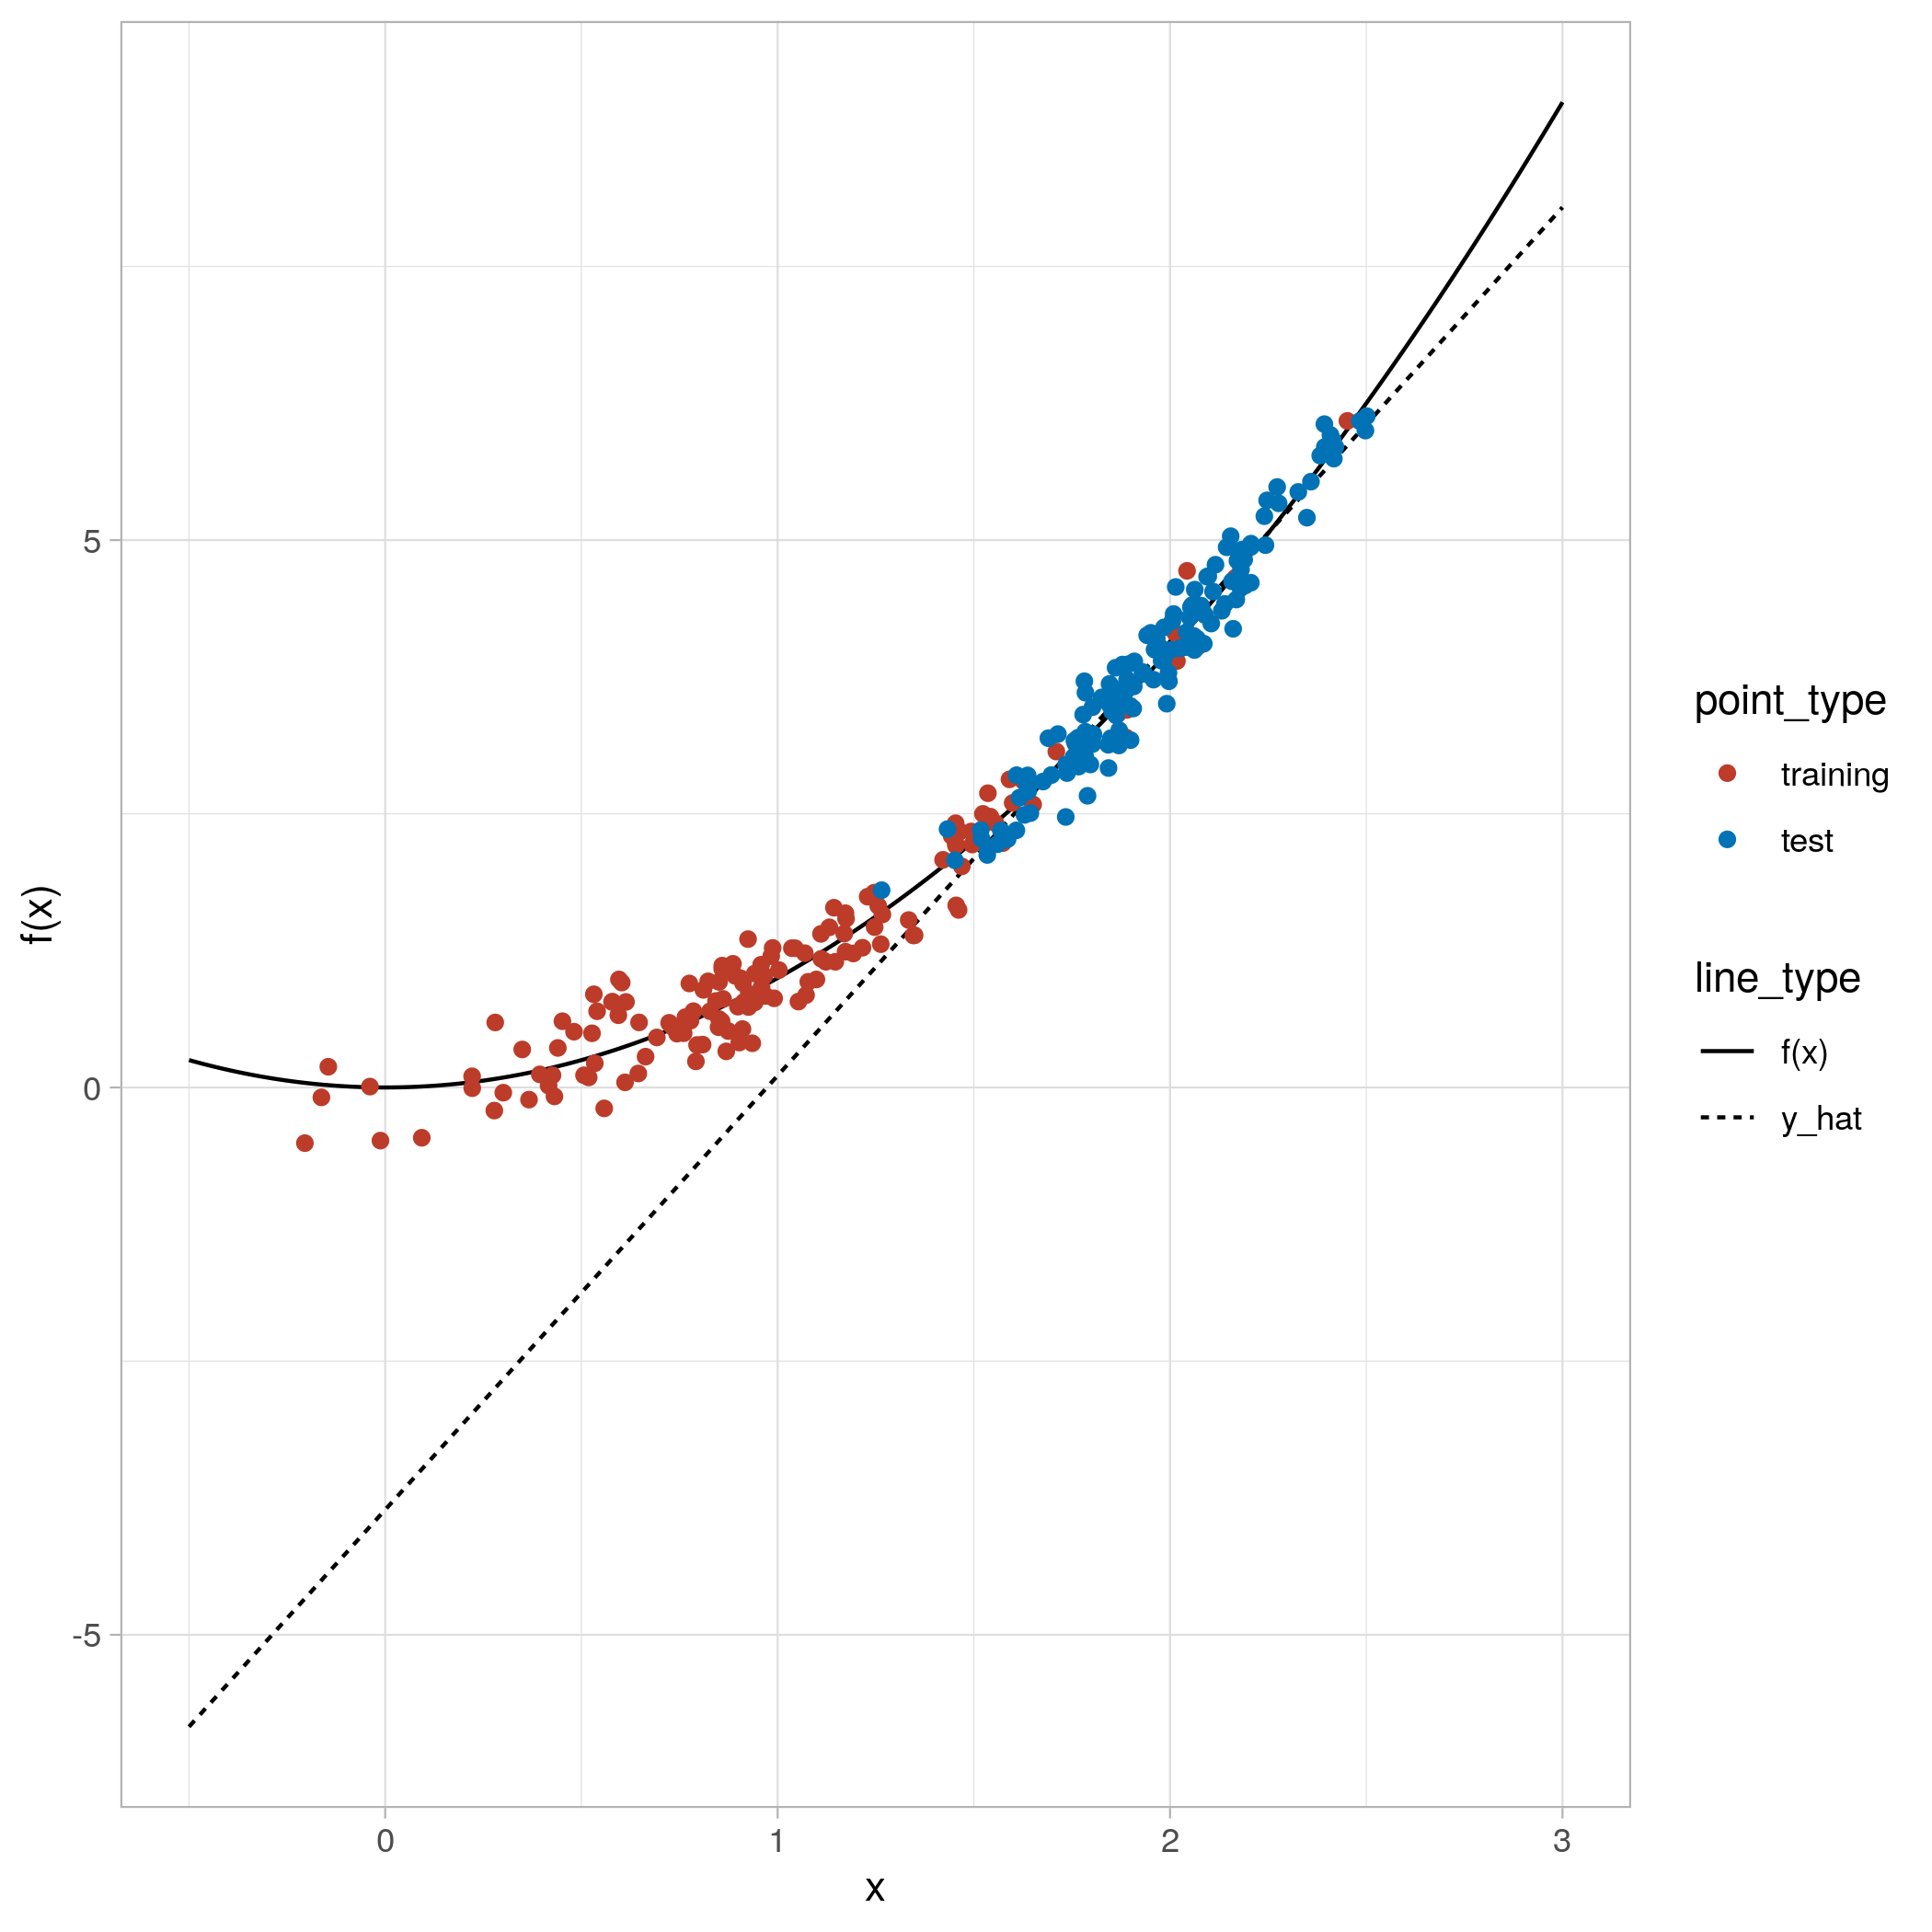 f(x)
5
0
-5
0 1 2 3
x
point_type
training
test
line_type
f(x)
y_hat